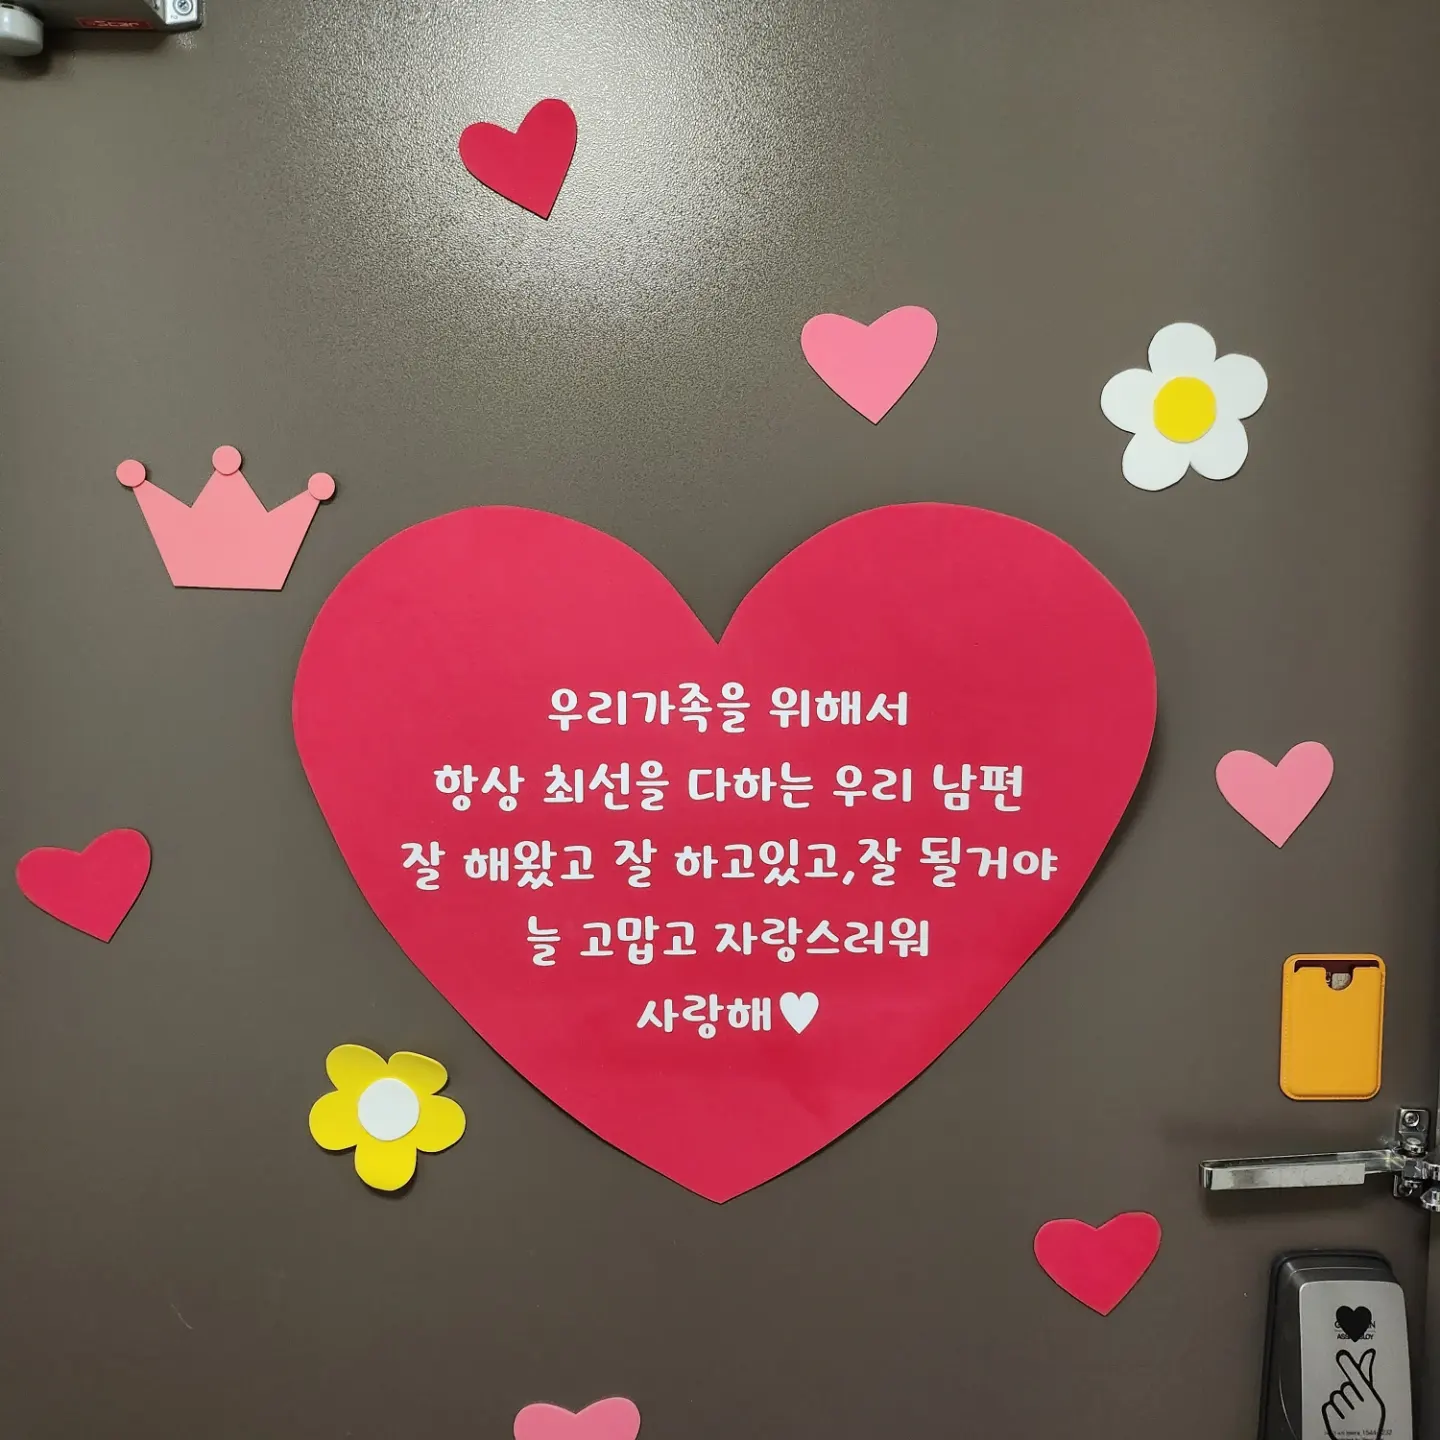 우리가족을 위해서
항상 최선을 다하는 우리 남편
잘 해왔고 잘 하고있고,잘 될거야
늘 고맙고 자랑스러워
사랑해♥